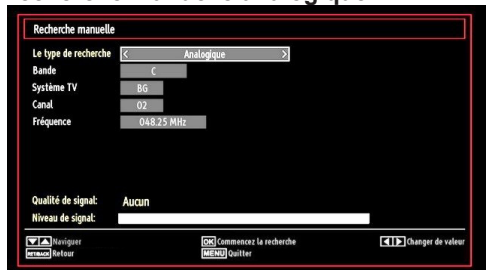 Recherche manuelle
Le type de recherche < Analogique >
Bande C
Système TV BG
Canal 02
Fréquence 048.25 MHz
Qualité de signal: Aucun
Niveau de signal:
Naviguer OK Commencez la recherche Changer de valeur
RETBACK Retour MENU Quitter